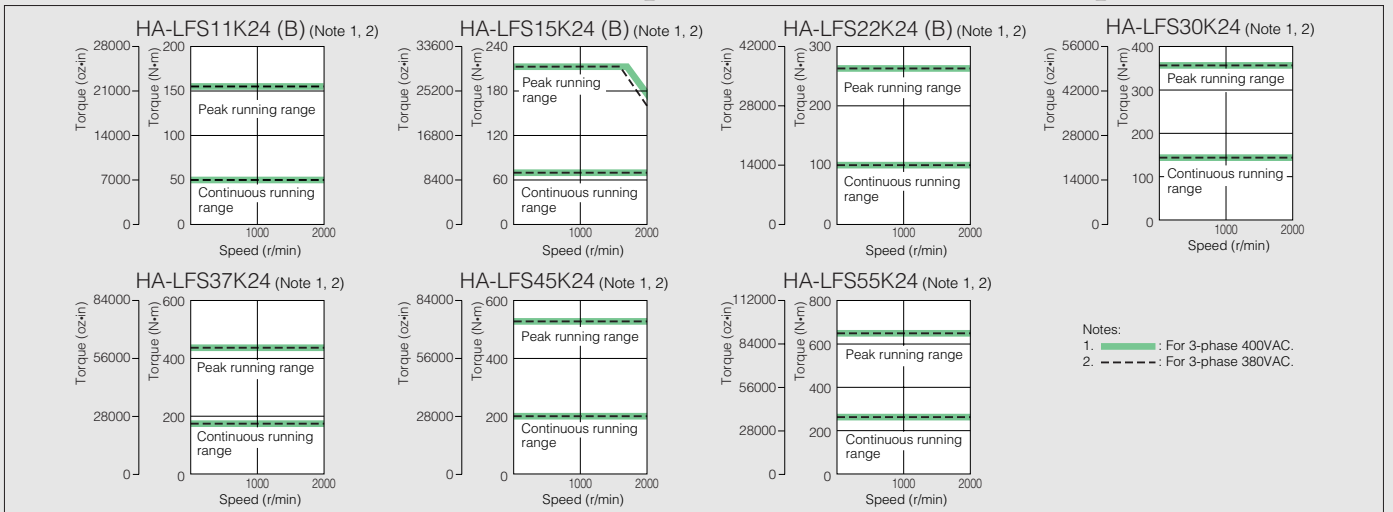 HA-LFS11K24 (B) (Note 1, 2)
Torque (oz•in)
28000
21000
14000
7000
0
Torque (N•m)
200
150
100
50
0
Peak running range
Continuous running
range
1000 2000
Speed (r/min)
HA-LFS15K24 (B) (Note 1, 2)
Torque (oz•in)
33600
25200
16800
8400
0
Torque (N•m)
240
180
120
60
0
Peak running
range
Continuous running
range
1000 2000
Speed (r/min)
HA-LFS22K24 (B) (Note 1, 2)
Torque (oz•in)
42000
28000
14000
0
Torque (N•m)
300
200
100
0
Peak running range
Continuous running
range
1000 2000
Speed (r/min)
HA-LFS30K24 (Note 1, 2)
Torque (oz•in)
56000
42000
28000
14000
0
Torque (N•m)
400
300
200
100
0
Peak running range
Continuous running
range
1000 2000
Speed (r/min)
HA-LFS37K24 (Note 1, 2)
Torque (oz•in)
84000
56000
28000
0
Torque (N•m)
600
400
200
0
Peak running range
Continuous running
range
1000 2000
Speed (r/min)
HA-LFS45K24 (Note 1, 2)
Torque (oz•in)
84000
56000
28000
0
Torque (N•m)
600
400
200
0
Peak running range
Continuous running
range
1000 2000
Speed (r/min)
HA-LFS55K24 (Note 1, 2)
Torque (oz•in)
112000
84000
56000
28000
0
Torque (N•m)
800
600
400
200
0
Peak running range
Continuous running
range
1000 2000
Speed (r/min)
Notes:
1. : For 3-phase 400VAC.
2. : For 3-phase 380VAC.